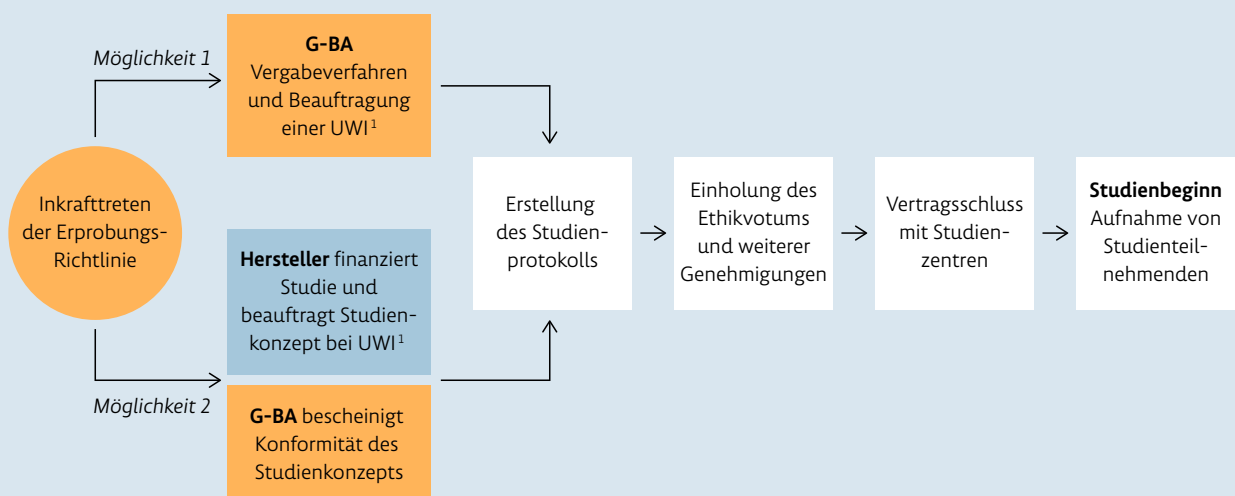 Möglichkeit 1
G-BA
Vergabeverfahren
und Beauftragung
einer UWI¹
Inkrafttreten
der Erprobungs-
Richtlinie
Hersteller finanziert
Studie und
beauftragt Studien-
konzept bei UWI¹
Möglichkeit 2
G-BA bescheinigt
Konformität des
Studienkonzepts
Erstellung
des Studien-
protokolls
Einholung des
Ethikvotums
und weiterer
Genehmigungen
Vertragsschluss
mit Studien-
zentren
Studienbeginn
Aufnahme von
Studienteil-
nehmenden